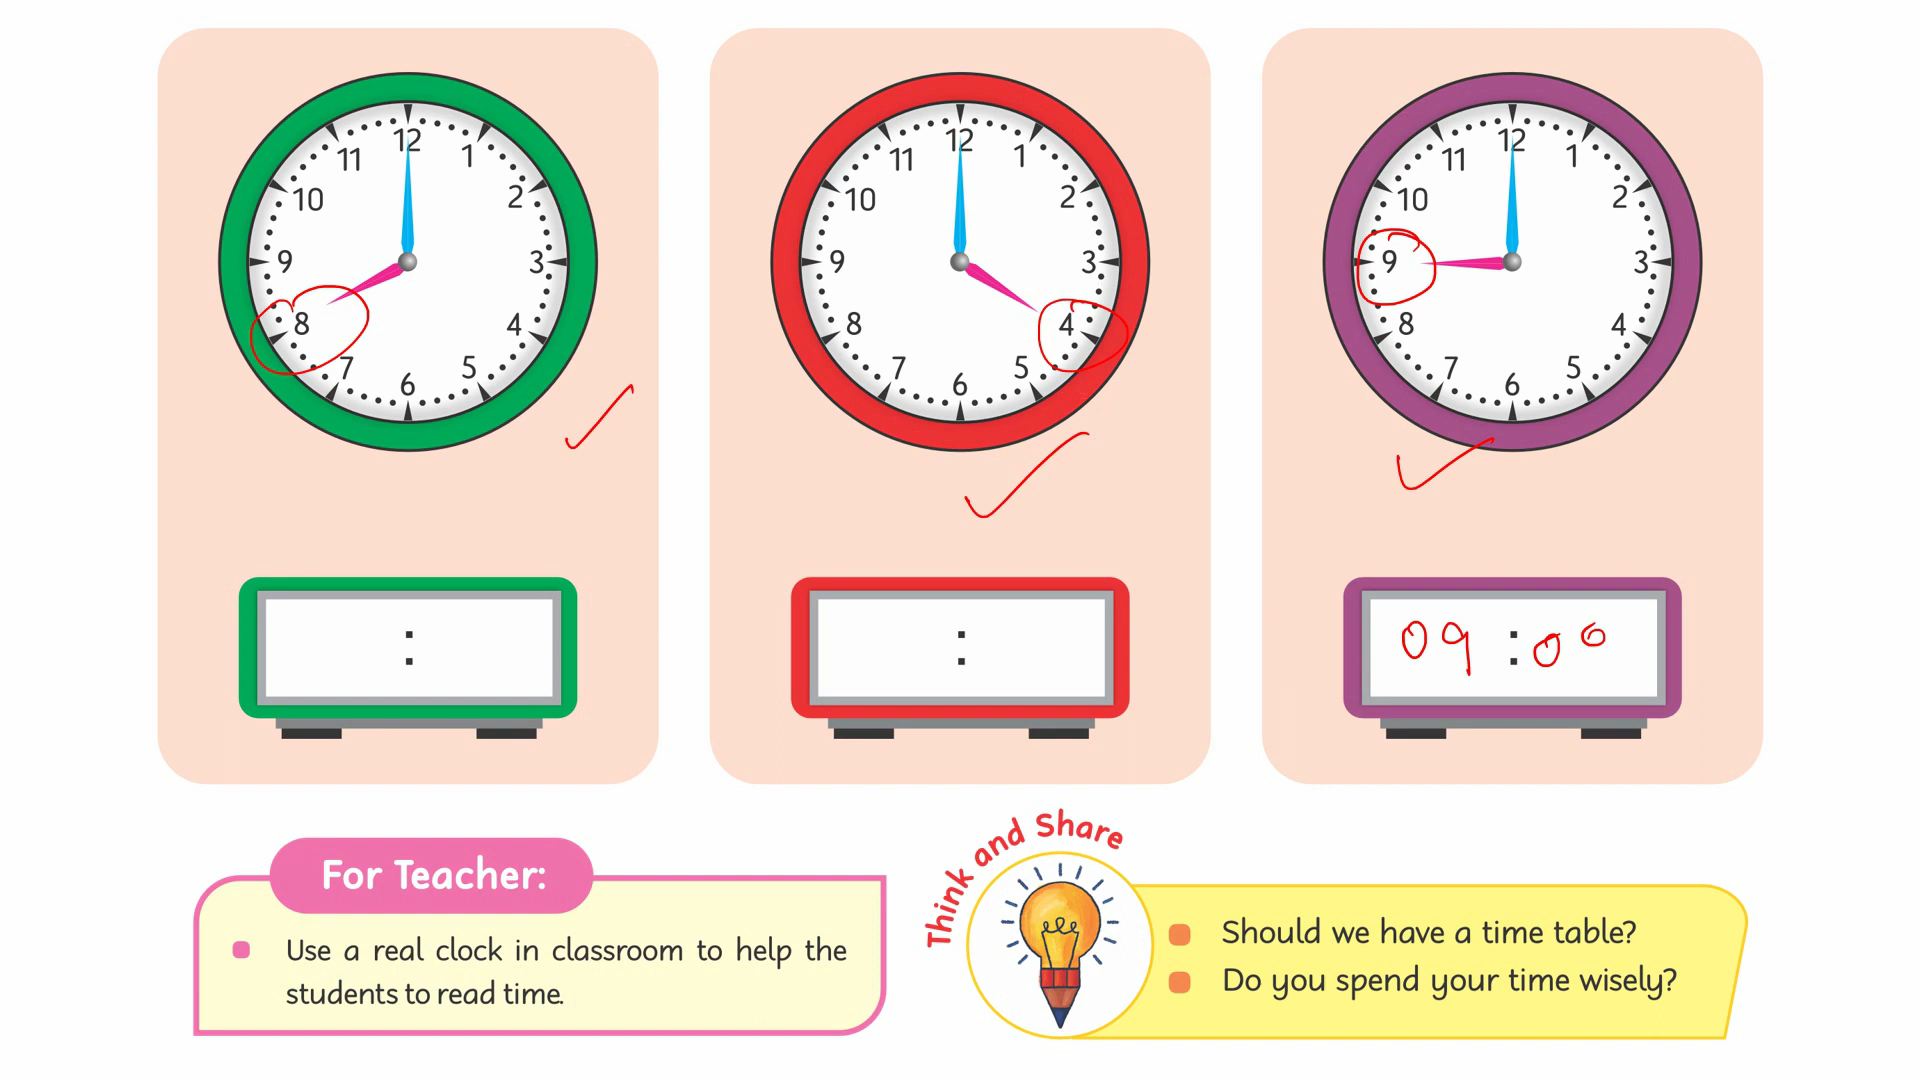 12 1 2 3 4 5 6 7 8 9 10 11
12 1 2 3 4 5 6 7 8 9 10 11
12 1 2 3 4 5 6 7 8 9 10 11
:
:
09:00
For Teacher:
Use a real clock in classroom to help the
students to read time.
Think and Share
Should we have a time table?
Do you spend your time wisely?